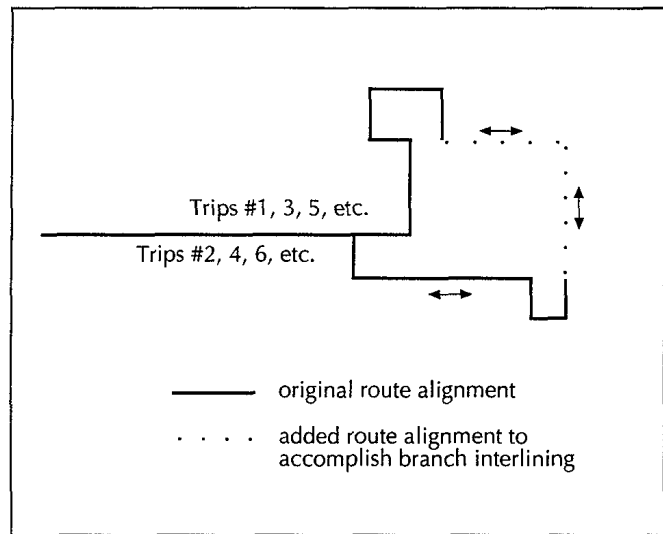 Trips #1, 3, 5, etc.
Trips #2, 4, 6, etc.
original route alignment
added route alignment to
accomplish branch interlining